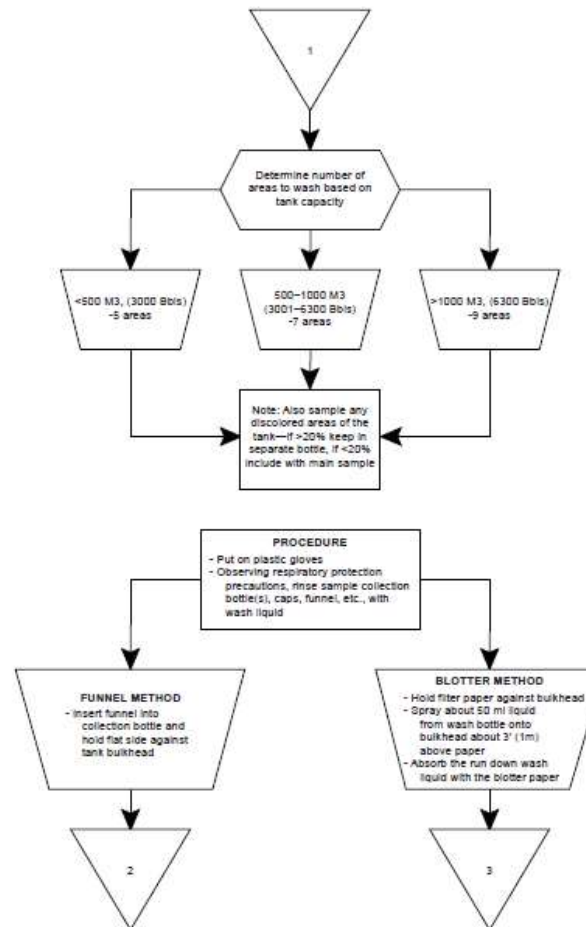 1
Determine number of
areas to wash based on
tank capacity
<500 M3, (3000 Bbls)
-5 areas
500–1000 M3
(3001–6300 Bbls)
-7 areas
>1000 M3, (6300 Bbls)
-9 areas
Note: Also sample any
discolored areas of the
tank—if >20% keep in
separate bottle, if <20%
include with main sample
PROCEDURE
- Put on plastic gloves
- Observing respiratory protection
precautions, rinse sample collection
bottle(s), caps, funnel, etc., with
wash liquid
FUNNEL METHOD
- Insert funnel into
collection bottle and
hold flat side against
tank bulkhead
BLOTTER METHOD
- Hold filter paper against bulkhead
- Spray about 50 ml liquid
from wash bottle onto
bulkhead about 3' (1m)
above paper
- Absorb the run down wash
liquid with the blotter paper
2
3